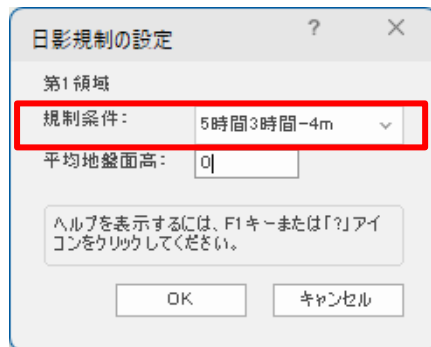 日影規制の設定 ?
第1領域
規制条件: 5時間3時間-4m
平均地盤面高: 0
ヘルプを表示するには、F1キーまたは「?」アイ
コンをクリックしてください。
OK キャンセル